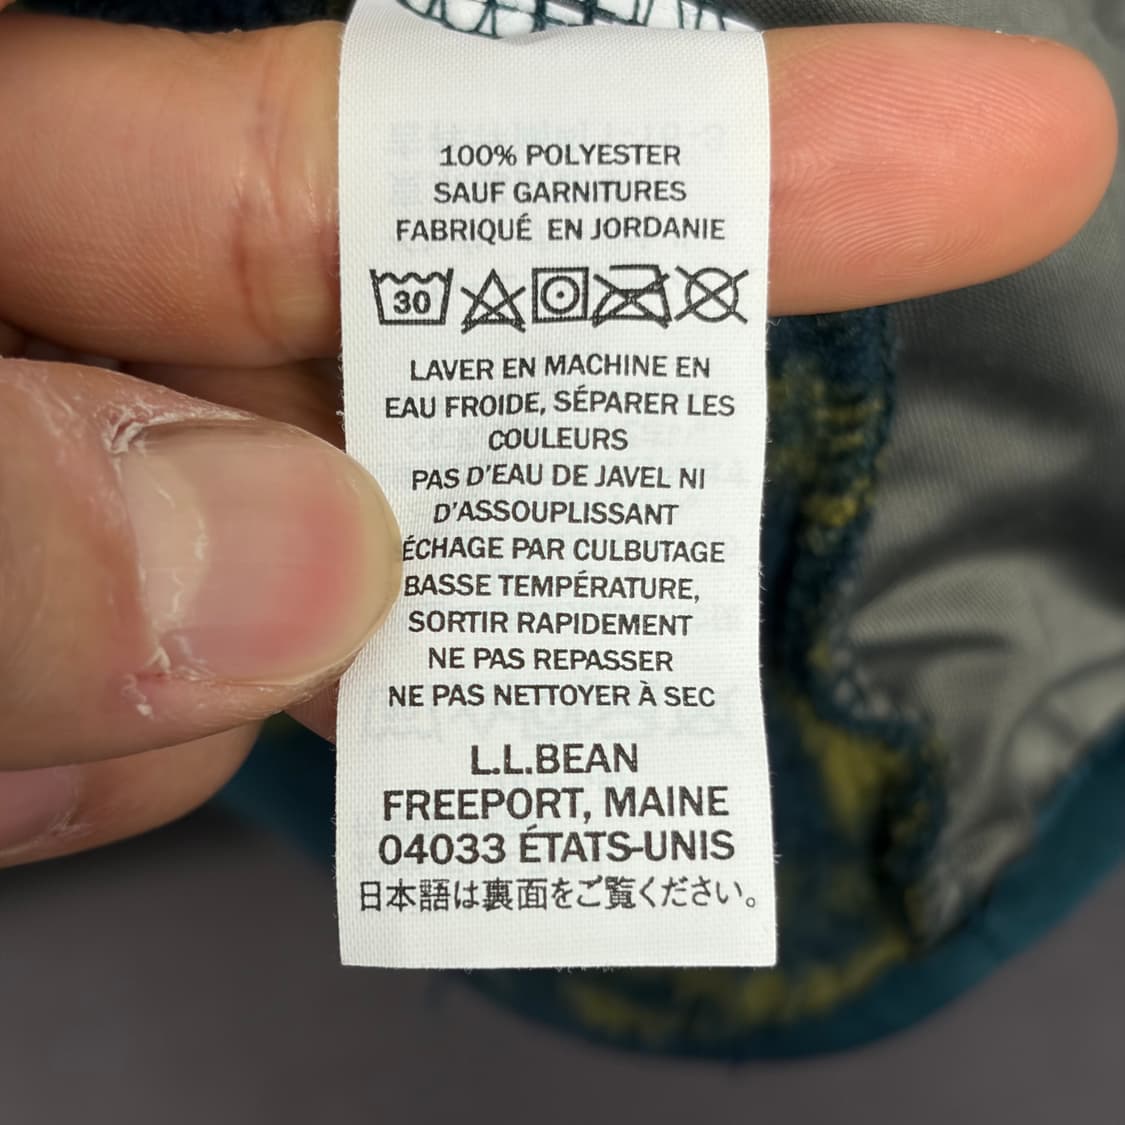 100% POLYESTER
SAUF GARNITURES
FABRIQUÉ EN JORDANIE
30
LAVER EN MACHINE EN
EAU FROIDE, SÉPARER LES
COULEURS
PAS D'EAU DE JAVEL NI
D'ASSOUPLISSANT
ÉCHAGE PAR CULBUTAGE
BASSE TEMPÉRATURE,
SORTIR RAPIDEMENT
NE PAS REPASSER
NE PAS NETTOYER À SEC
L.L.BEAN
FREEPORT, MAINE
04033 ÉTATS-UNIS
日本語は裏面をご覧ください。